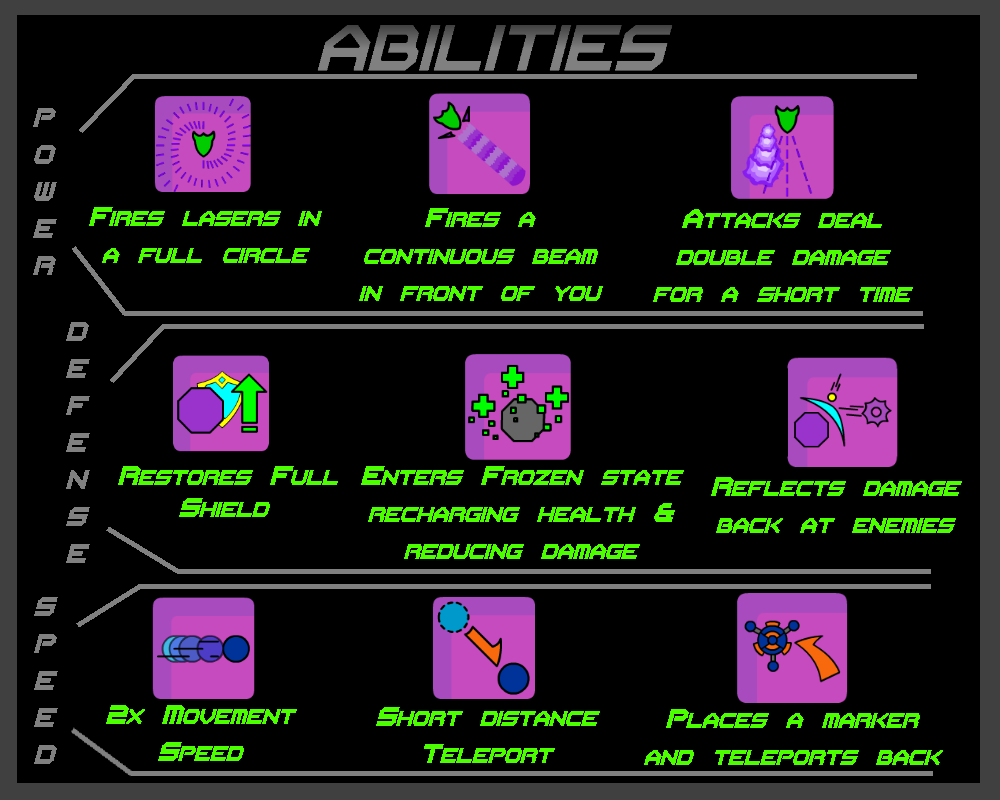 ABILITIES
POWER
FIRES LASERS IN
A FULL CIRCLE
FIRES A
CONTINUOUS BEAM
IN FRONT OF YOU
ATTACKS DEAL
DOUBLE DAMAGE
FOR A SHORT TIME
DEFENSE
RESTORES FULL
SHIELD
ENTERS FROZEN STATE
RECHARGING HEALTH &
REDUCING DAMAGE
REFLECTS DAMAGE
BACK AT ENEMIES
SPEED
2X MOVEMENT
SPEED
SHORT DISTANCE
TELEPORT
PLACES A MARKER
AND TELEPORTS BACK